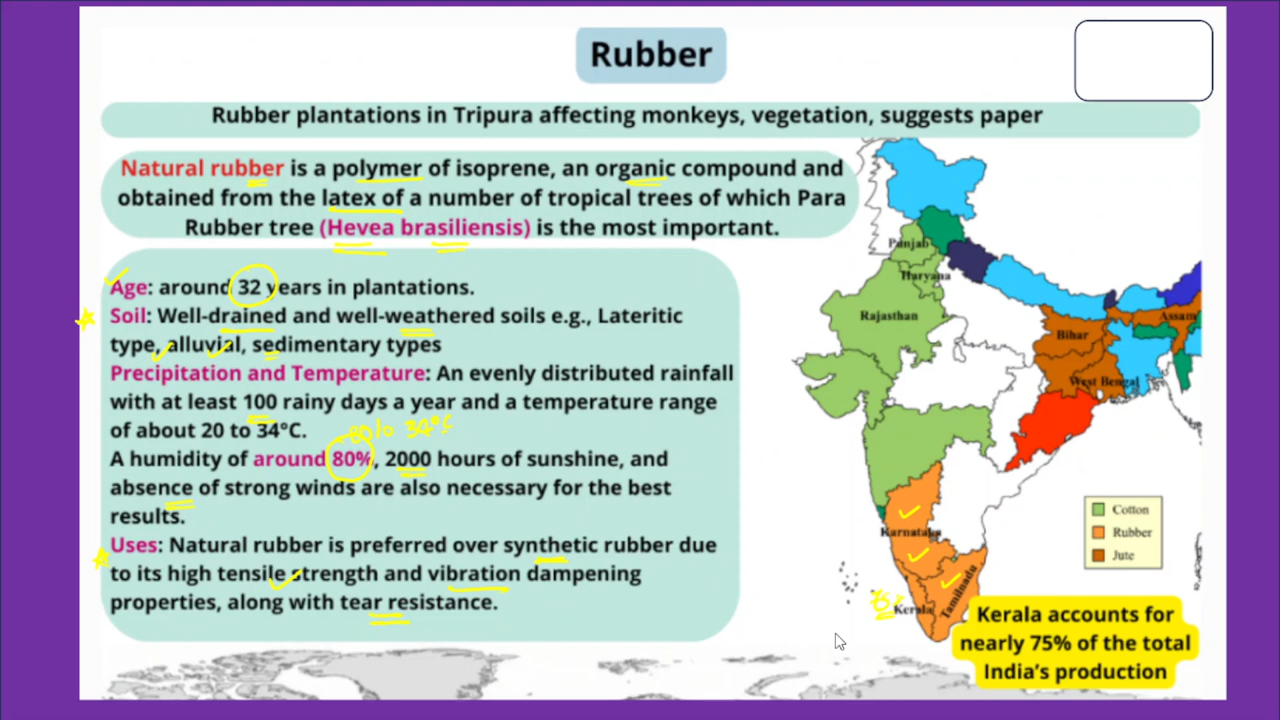 Rubber
Rubber plantations in Tripura affecting monkeys, vegetation, suggests paper
Natural rubber is a polymer of isoprene, an organic compound and
obtained from the latex of a number of tropical trees of which Para
Rubber tree (Hevea brasiliensis) is the most important.
Age: around 32 years in plantations.
Soil: Well-drained and well-weathered soils e.g., Lateritic
type, alluvial, sedimentary types
Precipitation and Temperature: An evenly distributed rainfall
with at least 100 rainy days a year and a temperature range
of about 20 to 34°C.
A humidity of around 80%, 2000 hours of sunshine, and
absence of strong winds are also necessary for the best
results.
Uses: Natural rubber is preferred over synthetic rubber due
to its high tensile strength and vibration dampening
properties, along with tear resistance.
Punjab
Haryana
Rajasthan
Bihar
Assam
West Bengal
Karnataka
Kerala
Tamilnadu
Cotton
Rubber
Jute
Kerala accounts for
nearly 75% of the total
India's production